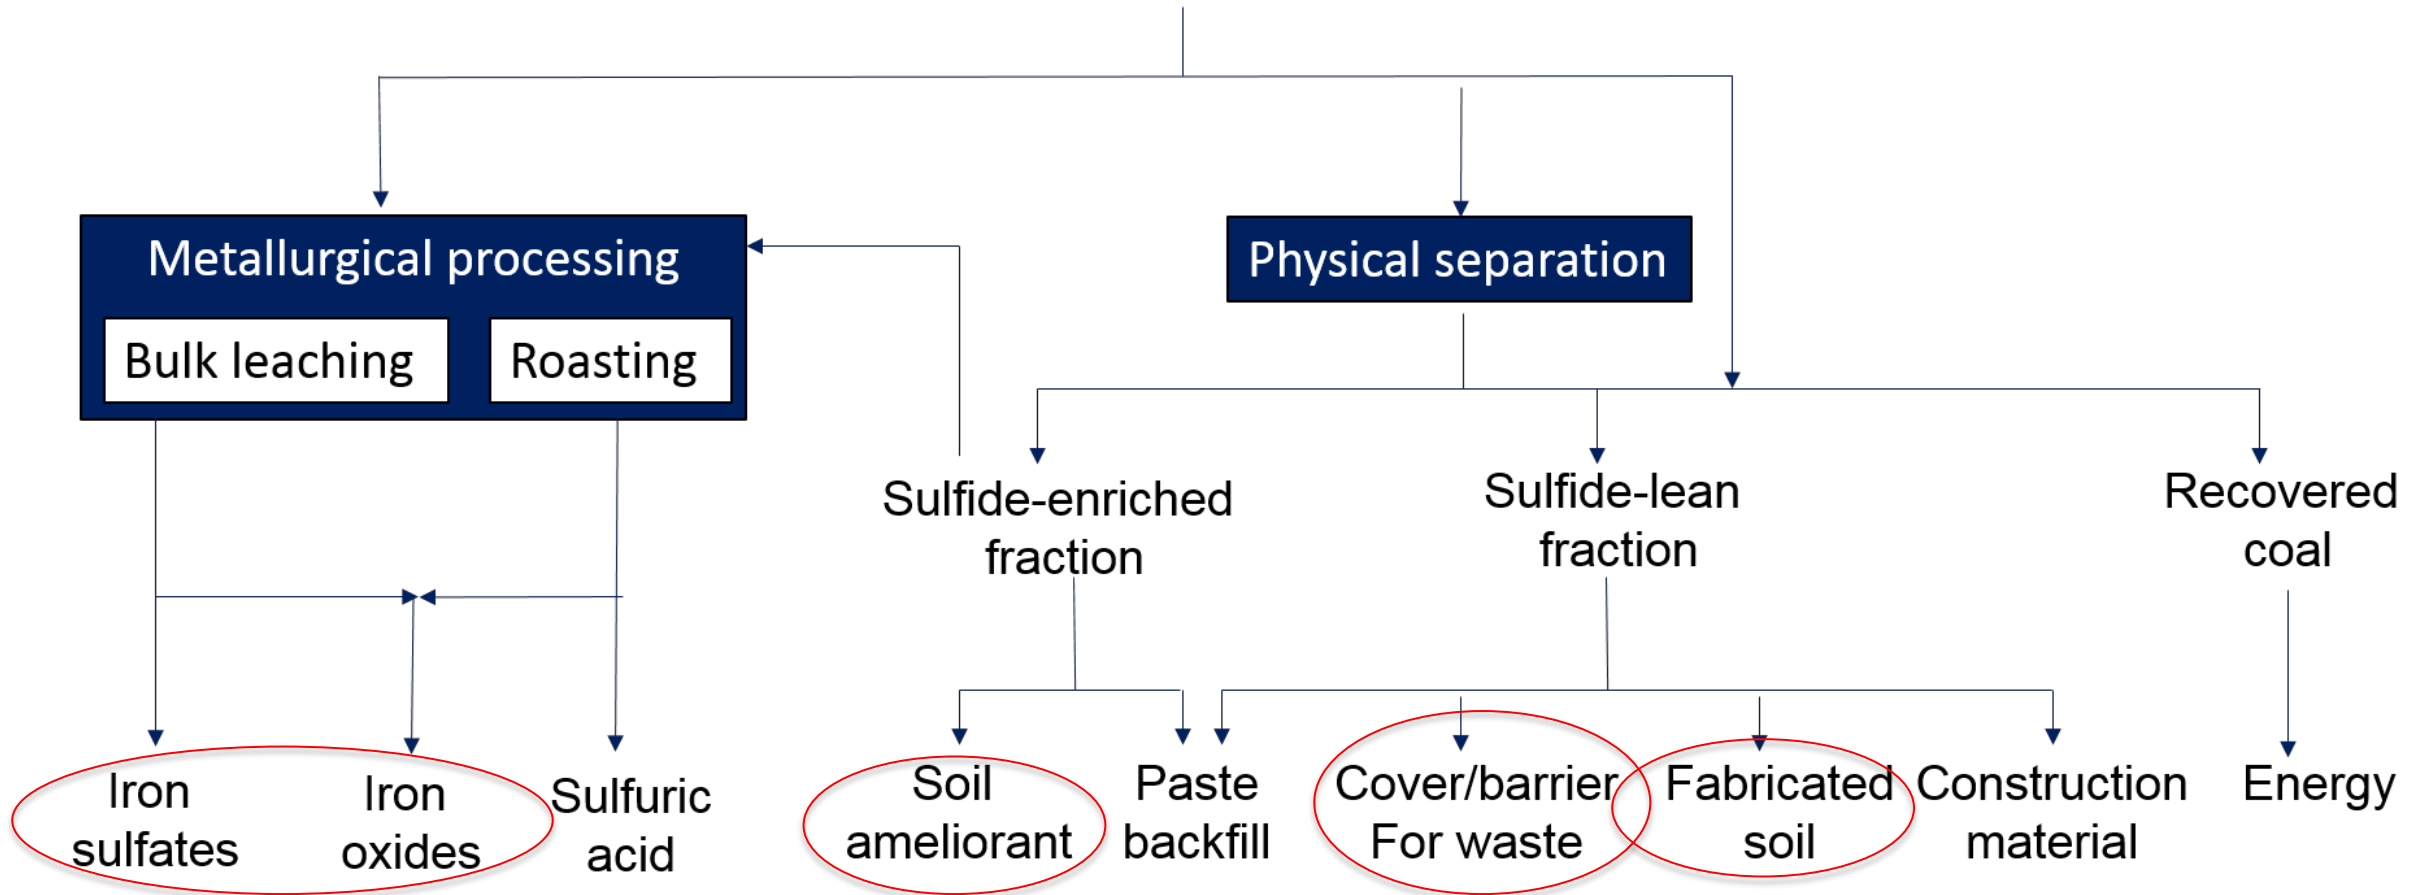 Metallurgical processing
Bulk leaching
Roasting
Physical separation
Sulfide-enriched
fraction
Sulfide-lean
fraction
Recovered
coal
Iron
sulfates
Iron
oxides
Sulfuric
acid
Soil
ameliorant
Paste
backfill
Cover/barrier
For waste
Fabricated
soil
Construction
material
Energy